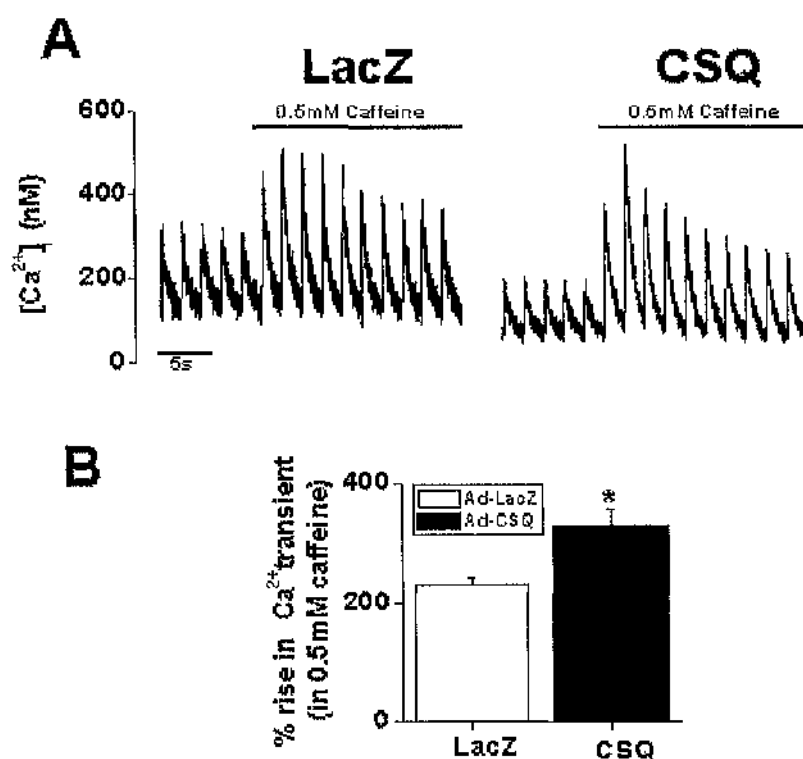 A
LacZ
CSQ
0.5mM Caffeine
0.5mM Caffeine
600
400
200
0
[Ca²⁺] (nM)
5s
B
% rise in Ca²⁺ transient
(in 0.5mM caffeine)
400
200
0
Ad-LacZ
Ad-CSQ
*
LacZ
CSQ